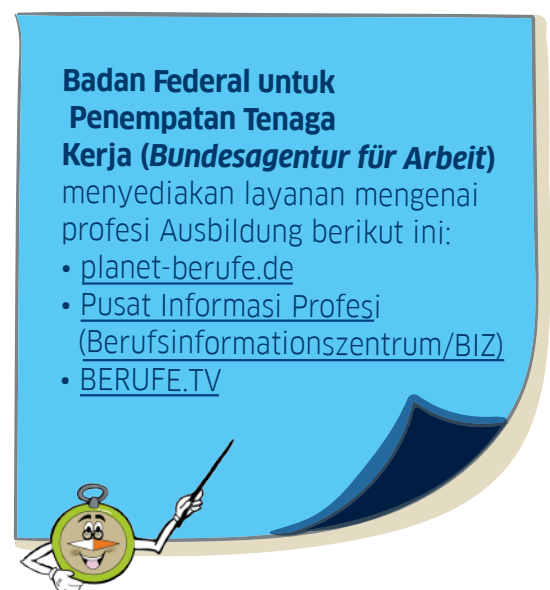 Badan Federal untuk
Penempatan Tenaga
Kerja (Bundesagentur für Arbeit)
menyediakan layanan mengenai
profesi Ausbildung berikut ini:
• planet-berufe.de
• Pusat Informasi Profesi
(Berufsinformationszentrum/BIZ)
• BERUFE.TV